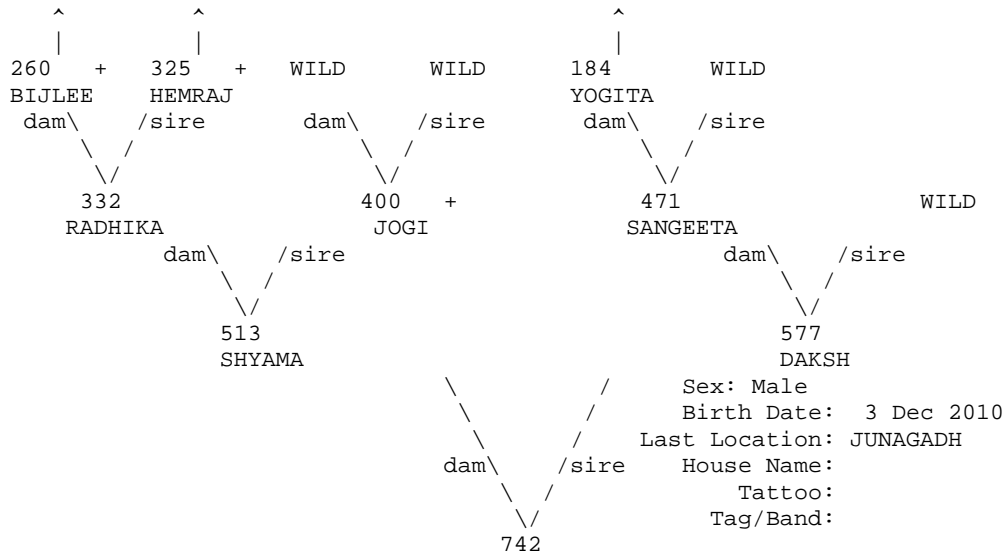 ^ ^ ^
| | |
260 + 325 + WILD WILD 184 WILD
BIJLEE HEMRAJ YOGITA
dam\ /sire dam\ /sire dam\ /sire
\ / \ / \ /
\/ \/ \/
332 400 + 471 WILD
RADHIKA JOGI SANGEETA
dam\ /sire dam\ /sire
\ / \ /
\/ \/
513 577
SHYAMA DAKSH
\ / Sex: Male
\ / Birth Date: 3 Dec 2010
\ / Last Location: JUNAGADH
dam\ /sire House Name:
\ / Tattoo:
\/ Tag/Band:
742